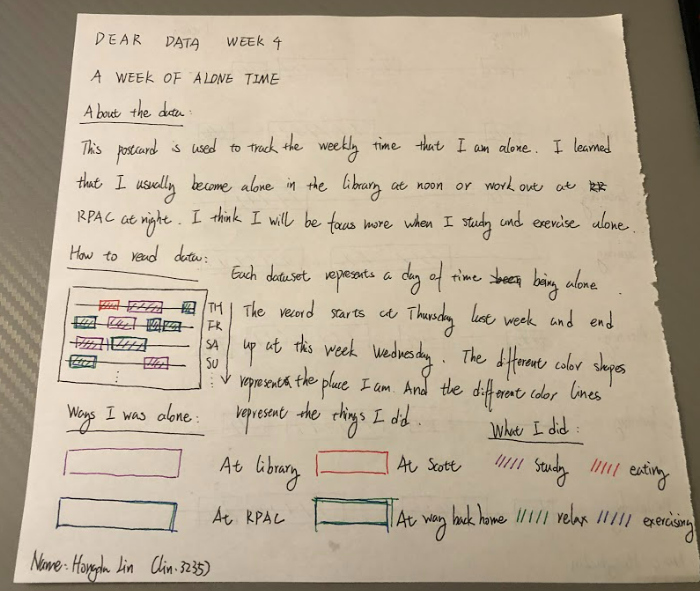 DEAR DATA WEEK 4
A WEEK OF ALONE TIME
About the data:
This postcard is used to track the weekly time that I am alone. I learned
that I usually become alone in the library at noon or work out at
RPAC at night. I think I will be focus more when I study and exercise alone.
How to read data:
Each dataset represents a day of time being alone.
TH
FR
SA
SU
The record starts at Thursday last week and end
up at this week Wednesday. The different color shapes
represent the place I am. And the different color lines
represent the things I did.
Ways I was alone:
What I did:
At library
At Scott
Study
eating
At RPAC
At way back home
relax
exercising
Name: Hongda Lin (lin.3235)